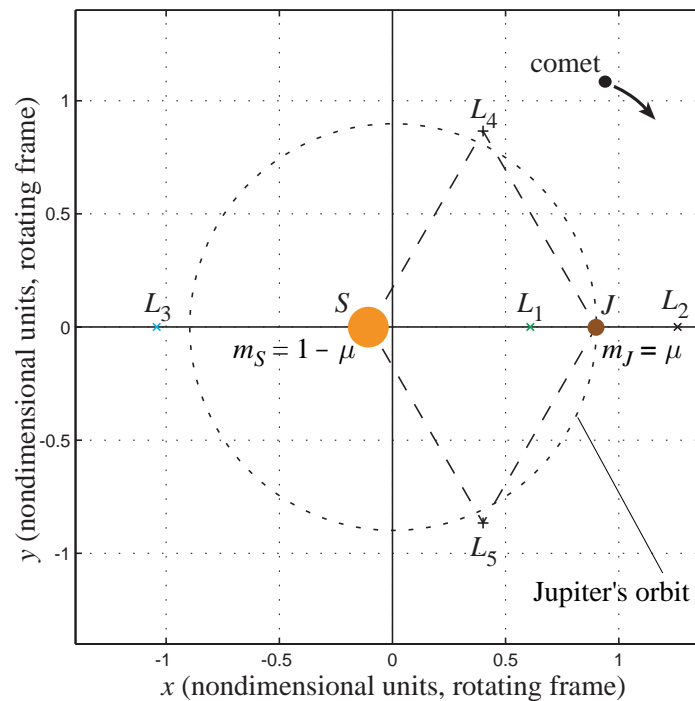 comet
1
L4
0.5
L3
S
L1
J
L2
0
mS = 1 − μ
mJ = μ
-0.5
-1
L5
Jupiter's orbit
-1
-0.5
0
0.5
1
x (nondimensional units, rotating frame)
y (nondimensional units, rotating frame)